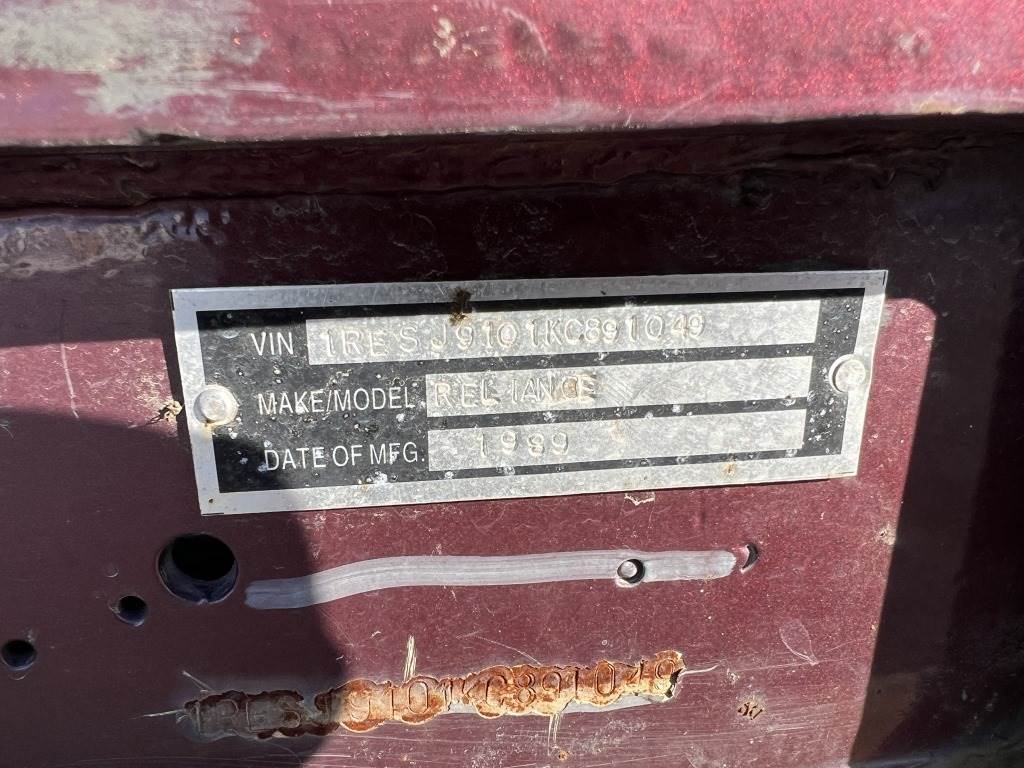 VIN 1RESJ9101KC891049
MAKE/MODEL RELIANCE
DATE OF MFG. 1989
1RESJ9101KC891049